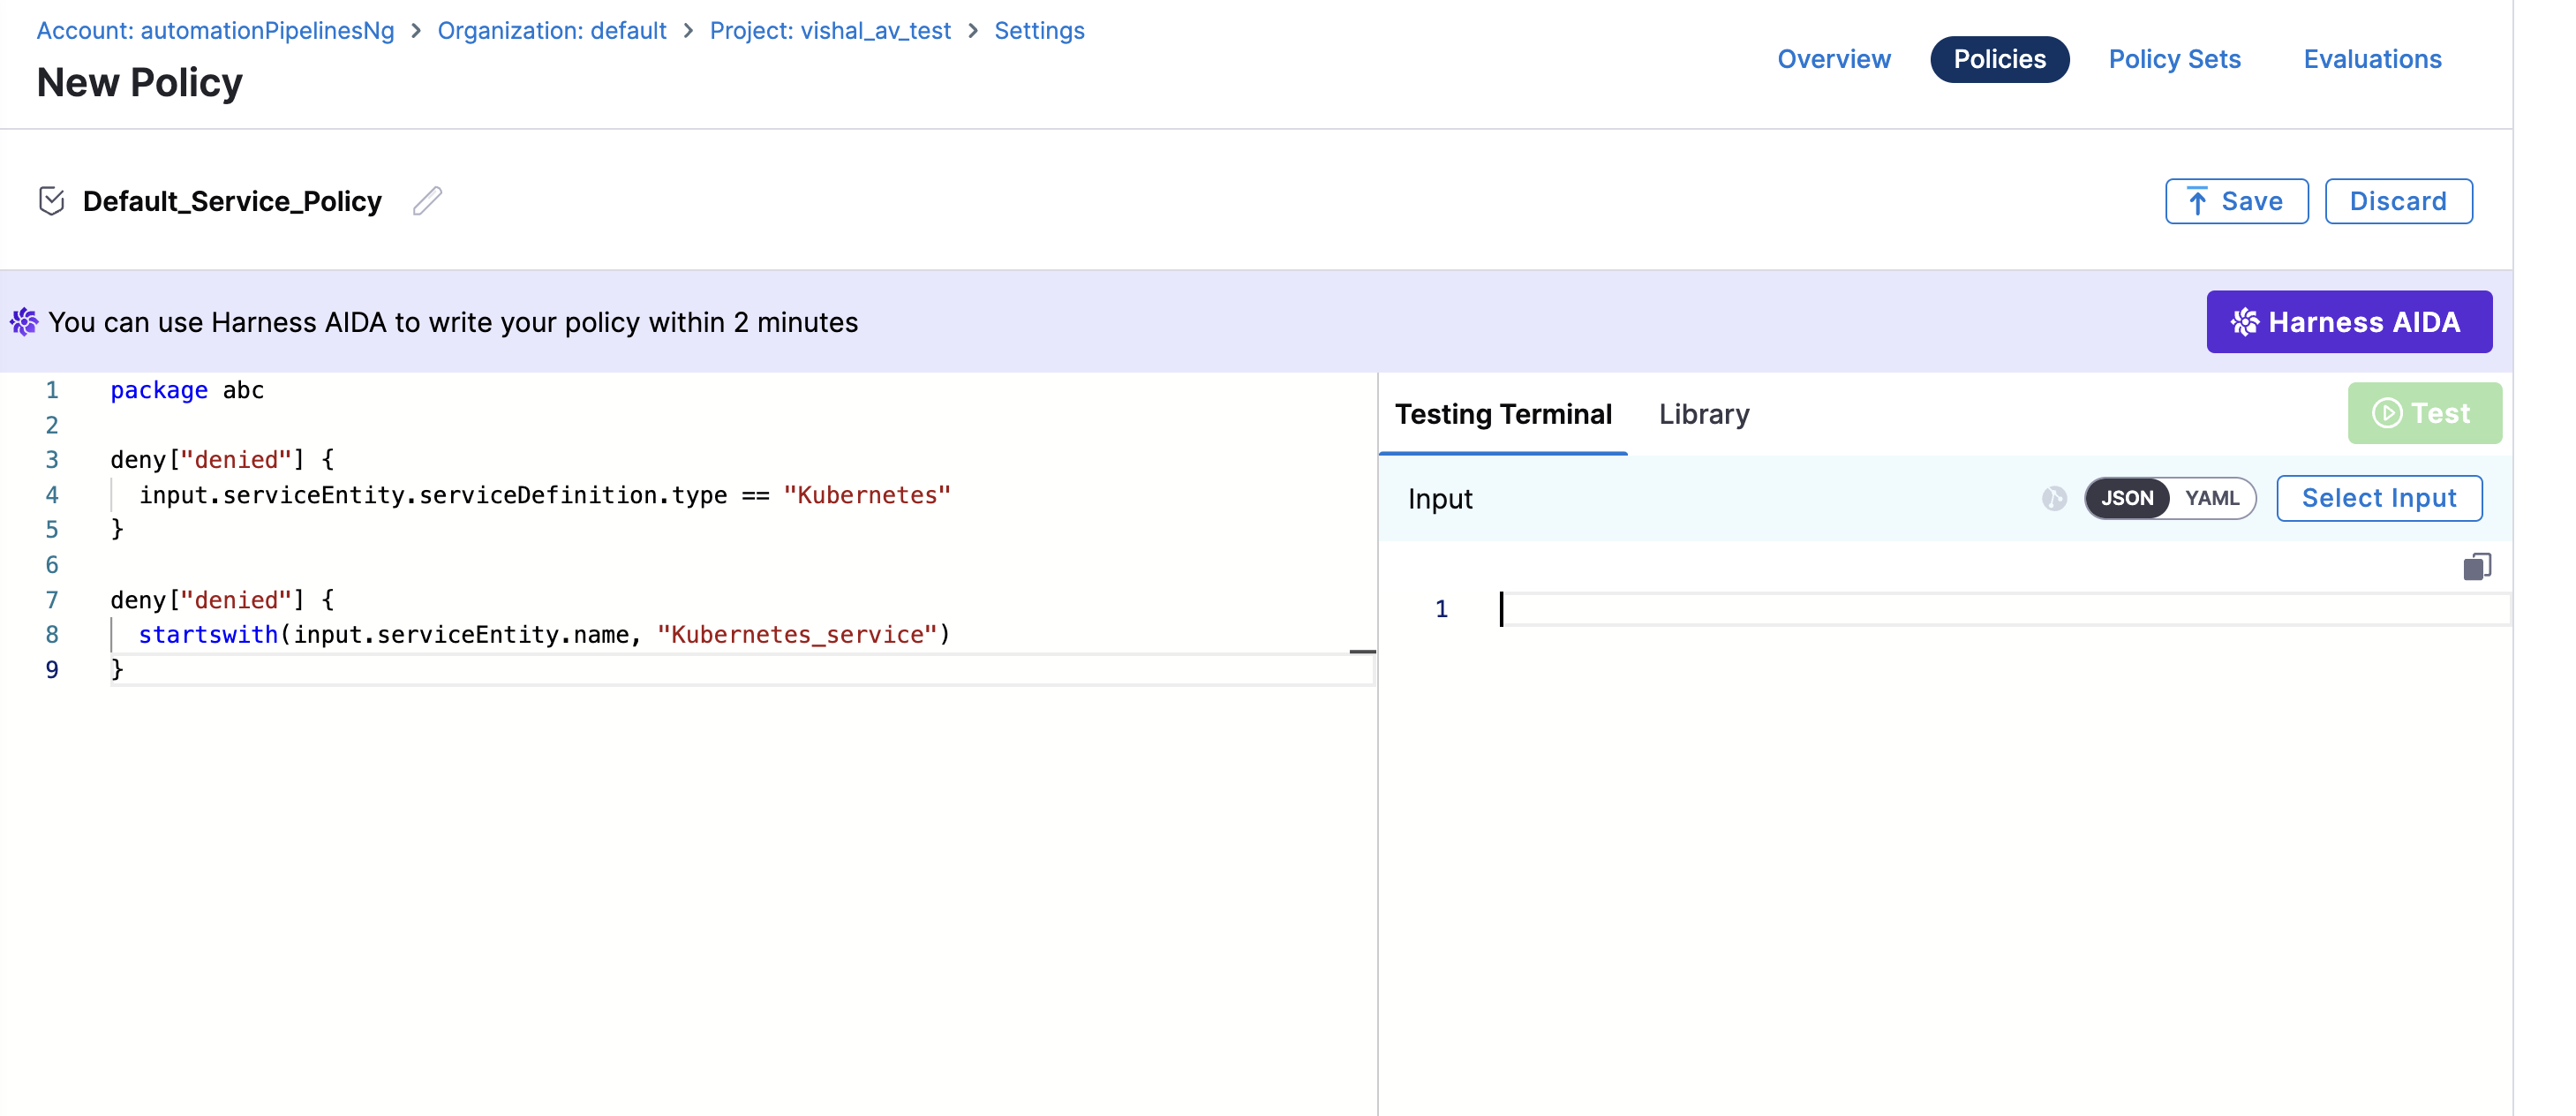 Account: automationPipelinesNg > Organization: default > Project: vishal_av_test > Settings
New Policy
Overview
Policies
Policy Sets
Evaluations
Default_Service_Policy
Save
Discard
You can use Harness AIDA to write your policy within 2 minutes
Harness AIDA
1 package abc
2
3 deny["denied"] {
4   input.serviceEntity.serviceDefinition.type == "Kubernetes"
5 }
6
7 deny["denied"] {
8   startswith(input.serviceEntity.name, "Kubernetes_service")
9 }
Testing Terminal
Library
Test
Input
JSON
YAML
Select Input
1